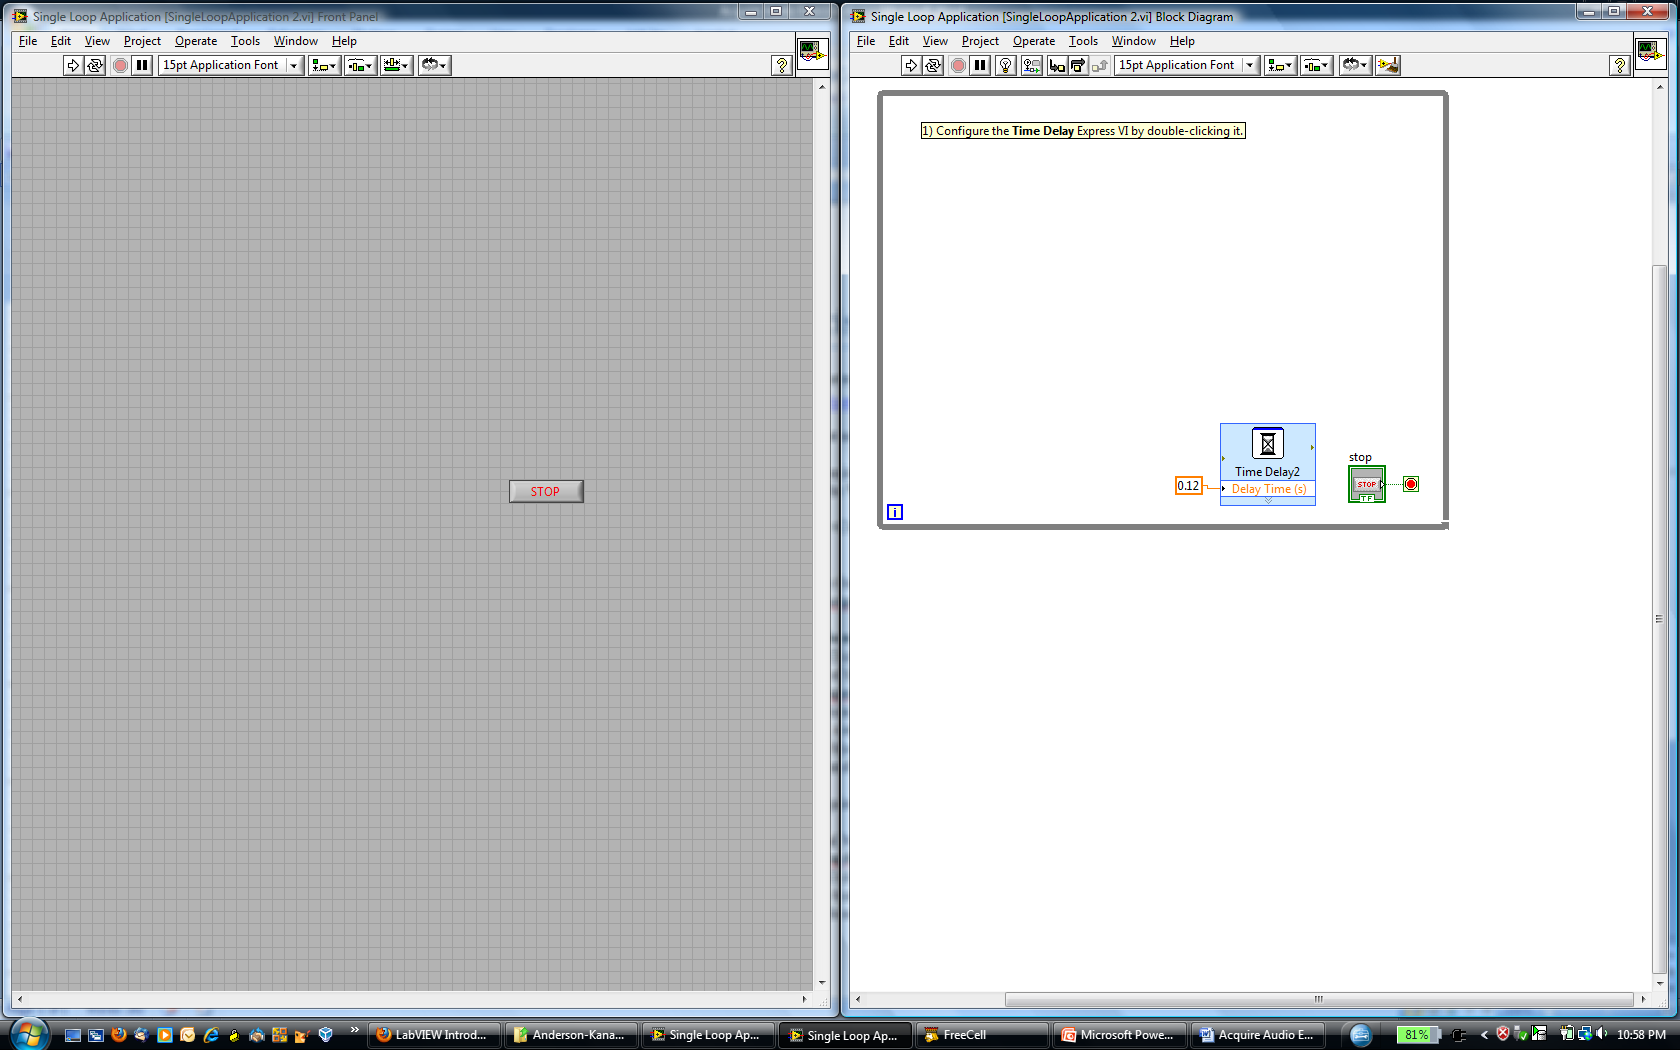 Single Loop Application [SingleLoopApplication 2.vi] Front Panel
File Edit View Project Operate Tools Window Help
15pt Application Font
?
STOP
Single Loop Application [SingleLoopApplication 2.vi] Block Diagram
File Edit View Project Operate Tools Window Help
15pt Application Font
?
1) Configure the Time Delay Express VI by double-clicking it.
Time Delay2
0.12
Delay Time (s)
stop
STOP
TF
i
LabVIEW Introd...
Anderson-Kana...
Single Loop Ap...
Single Loop Ap...
FreeCell
Microsoft Powe...
Acquire Audio E...
81%
10:58 PM